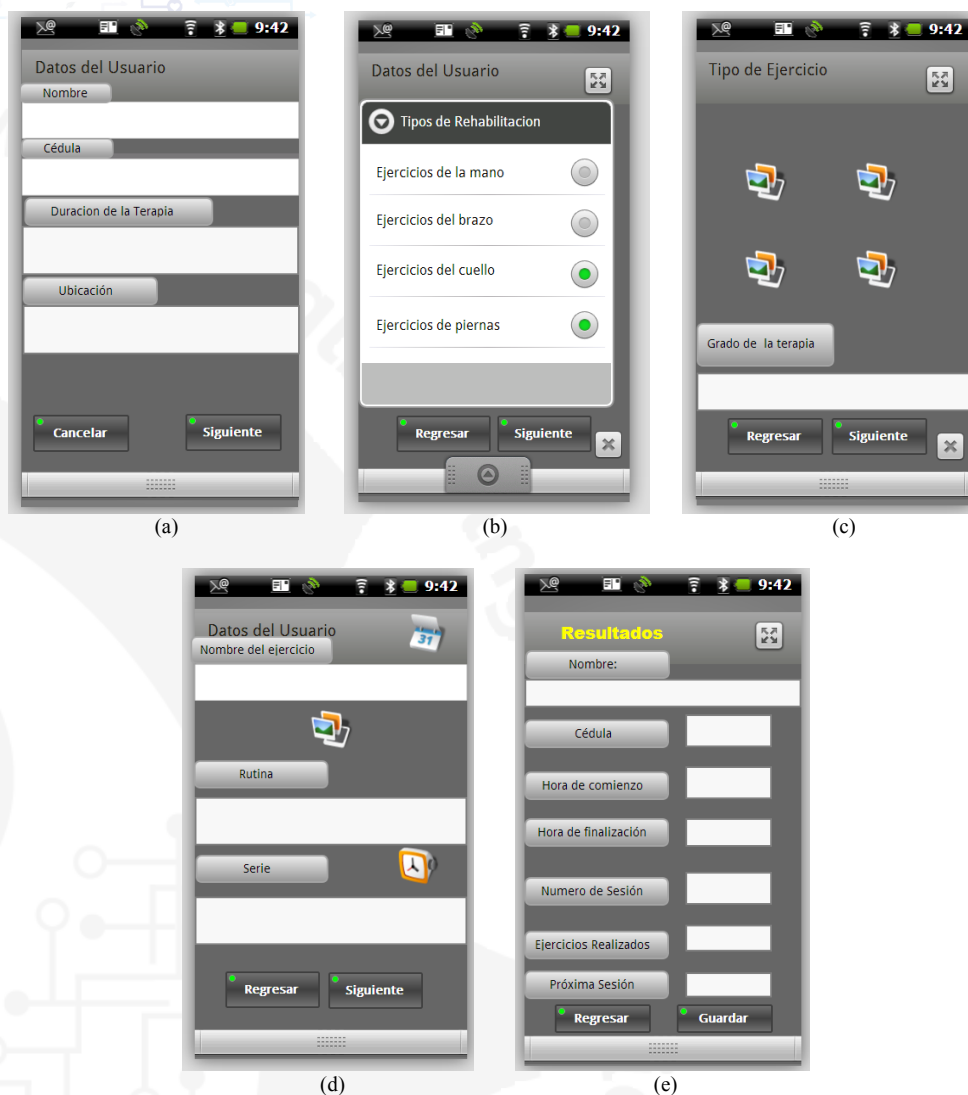 9:42
Datos del Usuario
Nombre
Cédula
Duracion de la Terapia
Ubicación
Cancelar
Siguiente
(a)
9:42
Datos del Usuario
Tipos de Rehabilitacion
Ejercicios de la mano
Ejercicios del brazo
Ejercicios del cuello
Ejercicios de piernas
Regresar
Siguiente
(b)
9:42
Tipo de Ejercicio
Grado de la terapia
Regresar
Siguiente
(c)
9:42
Datos del Usuario
31
Nombre del ejercicio
Rutina
Serie
Regresar
Siguiente
(d)
9:42
Resultados
Nombre:
Cédula
Hora de comienzo
Hora de finalización
Numero de Sesión
Ejercicios Realizados
Próxima Sesión
Regresar
Guardar
(e)